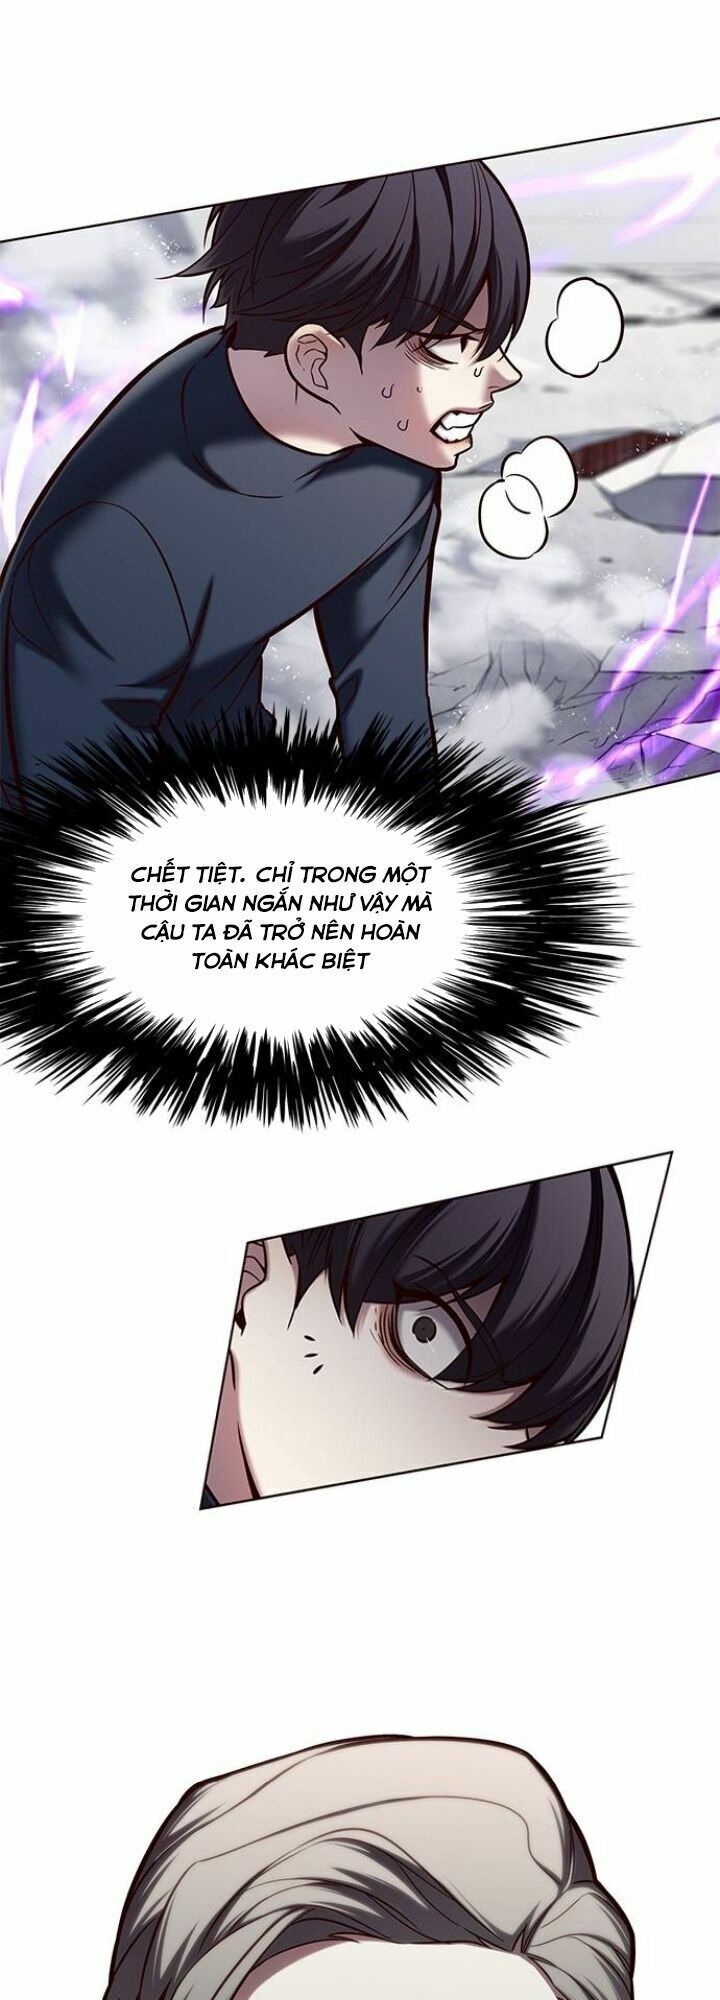 CHẾT TIỆT. CHỈ TRONG MỘT
THỜI GIAN NGẮN NHƯ VẬY MÀ
CẬU TA ĐÃ TRỞ NÊN HOÀN
TOÀN KHÁC BIỆT